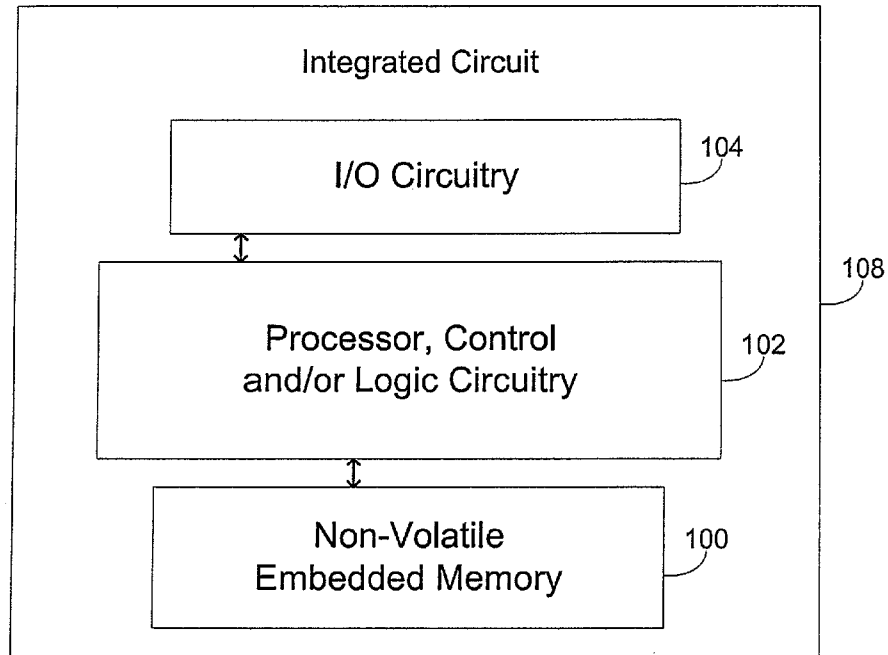 Integrated Circuit
I/O Circuitry
104
108
Processor, Control
and/or Logic Circuitry
102
Non-Volatile
Embedded Memory
100